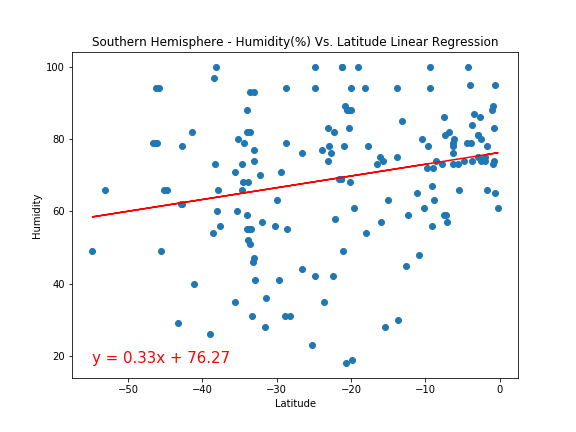 Southern Hemisphere - Humidity(%) Vs. Latitude Linear Regression
100
80
60
40
20
Humidity
y = 0.33x + 76.27
−50 −40 −30 −20 −10 0
Latitude